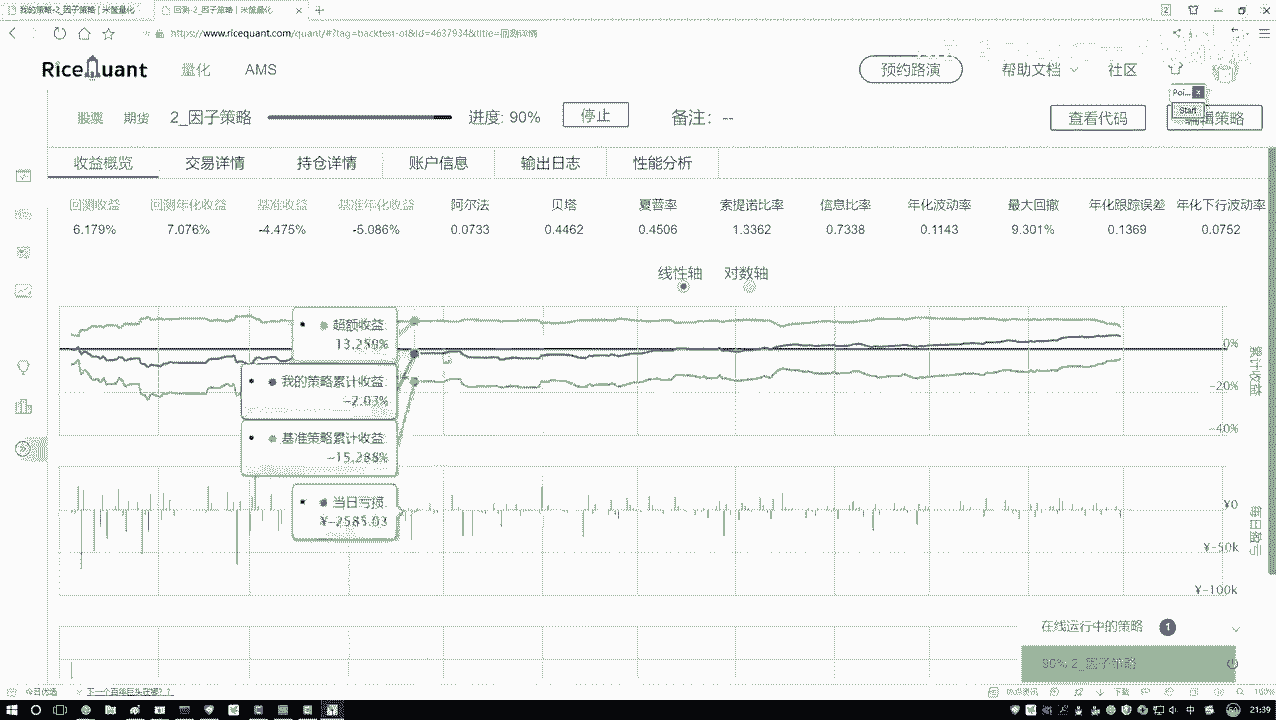 我的策略-2_因子策略 | 米筐量化
回测-2_因子策略 | 米筐量化
https://www.ricequant.com/quant/#?tag=backtest-ot&id=4637934&title=回测详情
RiceQuant 量化 AMS 预约路演 帮助文档 社区
股票 期货 2_因子策略 进度: 90% 停止 备注: -- 查看代码 编辑策略
Poi... x
Start
收益概览 交易详情 持仓详情 账户信息 输出日志 性能分析
回测收益 回测年化收益 基准收益 基准年化收益 阿尔法 贝塔 夏普率 索提诺比率 信息比率 年化波动率 最大回撤 年化跟踪误差 年化下行波动率
6.179% 7.076% -4.475% -5.086% 0.0733 0.4462 0.4506 1.3362 0.7338 0.1143 9.301% 0.1369 0.0752
线性轴 对数轴
超额收益
13.259%
我的策略累计收益
-2.03%
基准策略累计收益
-15.288%
0%
-20%
-40%
累计收益
当日亏损
¥-2585.03
¥0
¥-50k
¥-100k
每日盈亏
在线运行中的策略 1
90% 2_因子策略
今日优选
下载
100%
21:39